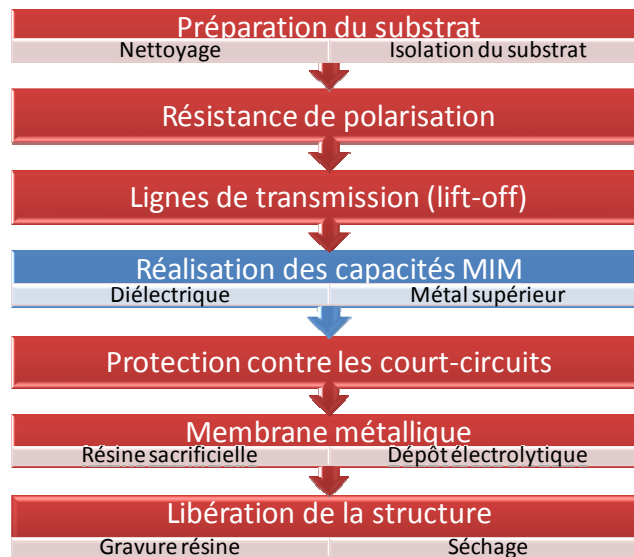 Préparation du substrat
Nettoyage Isolation du substrat
Résistance de polarisation
Lignes de transmission (lift-off)
Réalisation des capacités MIM
Diélectrique Métal supérieur
Protection contre les court-circuits
Membrane métallique
Résine sacrificielle Dépôt électrolytique
Libération de la structure
Gravure résine Séchage